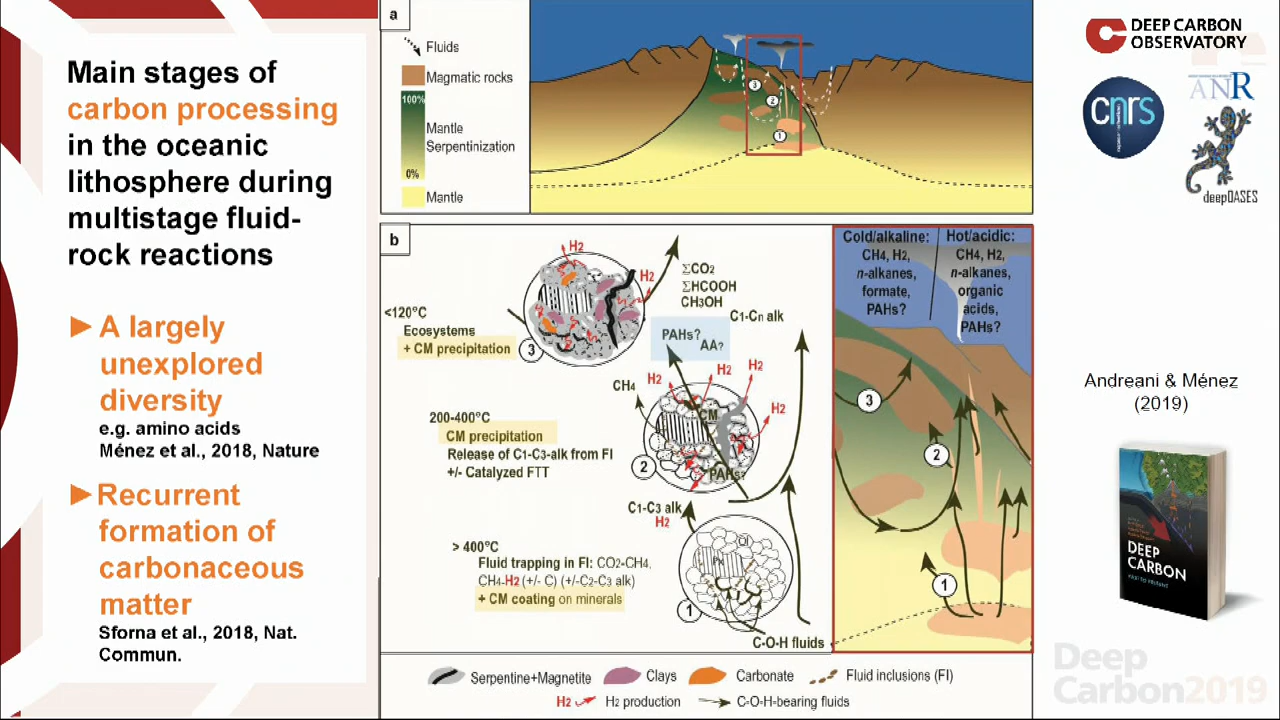 Main stages of
carbon processing
in the oceanic
lithosphere during
multistage fluid-
rock reactions
A largely
unexplored
diversity
e.g. amino acids
Ménez et al., 2018, Nature
Recurrent
formation of
carbonaceous
matter
Sforna et al., 2018, Nat.
Commun.
a
Fluids
Magmatic rocks
100%
Mantle
Serpentinization
0%
Mantle
3
2
1
b
H2
H2
ΣCO2
ΣHCOOH
CH3OH
<120°C
Ecosystems
+ CM precipitation
3
C1-Cn alk
PAHs?
AA?
H2
H2
H2
CH4
H2
200-400°C
CM precipitation
Release of C1-C3-alk from FI
+/- Catalyzed FTT
CM
2
PAHs?
C1-C3 alk
H2
> 400°C
Fluid trapping in FI: CO2-CH4,
CH4-H2 (+/- C) (+/-C2-C3 alk)
+ CM coating on minerals
Ol
Px
1
C-O-H fluids
Cold/alkaline:
CH4, H2,
n-alkanes,
formate,
PAHs?
Hot/acidic:
CH4, H2,
n-alkanes,
organic
acids,
PAHs?
3
2
1
Serpentine+Magnetite
Clays
Carbonate
Fluid inclusions (FI)
H2
H2 production
C-O-H-bearing fluids
DEEP CARBON
OBSERVATORY
cnrs
ANR
deepOASES
Andreani & Ménez
(2019)
DEEP
CARBON
PAST TO PRESENT
Deep
Carbon2019